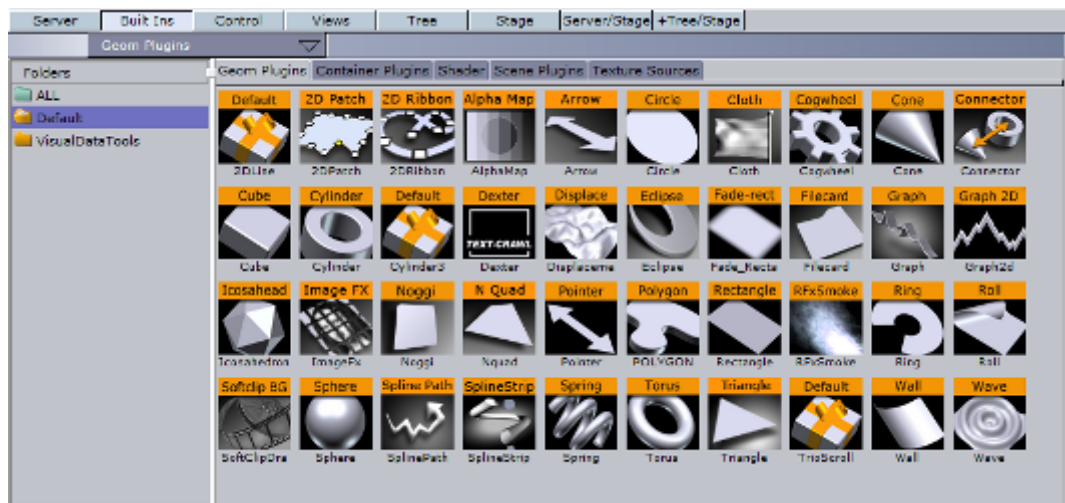 Server Built Ins Control Views Tree Stage Server/Stage +Tree/Stage
Geom Plugins
Folders
Geom Plugins Container Plugins Shader Scene Plugins Texture Sources
ALL
Default
VisualDataTools
Default 2D Patch 2D Ribbon Alpha Map Arrow Circle Cloth Cogwheel Cone Connector
2DLine 2DPatch 2DRibbon AlphaMap Arrow Circle Cloth Cogwheel Cone Connector
Cube Cylinder Default Dexter Displace Eclipse Fade-rect Filecard Graph Graph 2D
TEXT-CRAWL
Cube Cylinder Cylinder3 Dexter Displaceme Eclipse Fade_Recta Filecard Graph Graph2d
Icosahead Image FX Noggi N Quad Pointer Polygon Rectangle RFxSmoke Ring Roll
Icosahedron ImageFx Noggi Nquad Pointer POLYGON Rectangle RFxSmoke Ring Roll
Softclip BG Sphere Spline Path SplineStrip Spring Torus Triangle Default Wall Wave
SoftClipDra Sphere SplinePath SplineStrip Spring Torus Triangle TrioScroll Wall Wave